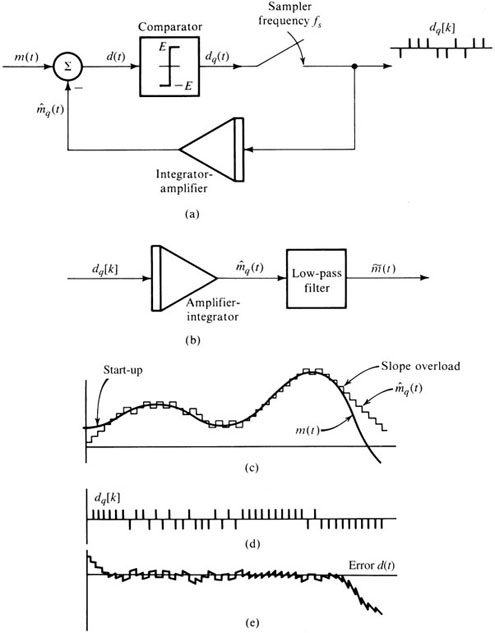 Comparator
Sampler
frequency f_s
d_q[k]
m(t)
Σ
d(t)
E
−E
d_q(t)
−
m̂_q(t)
Integrator-
amplifier
(a)
d_q[k]
m̂_q(t)
Low-pass
filter
m̃(t)
Amplifier-
integrator
(b)
Start-up
Slope overload
m̂_q(t)
m(t)
(c)
d_q[k]
(d)
Error d(t)
(e)